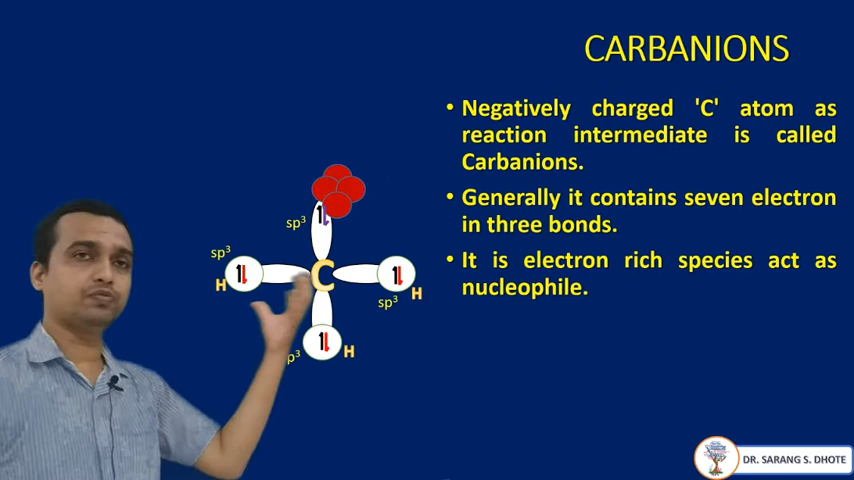 CARBANIONS
• Negatively charged 'C' atom as
reaction intermediate is called
Carbanions.
• Generally it contains seven electron
in three bonds.
• It is electron rich species act as
nucleophile.
sp³
sp³
C
H
H
sp³
H
p³
DR. SARANG S. DHOTE